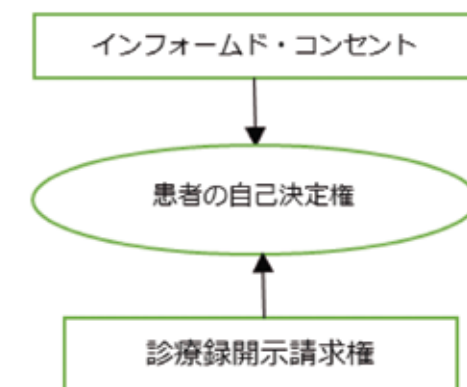 インフォームド・コンセント
患者の自己決定権
診療録開示請求権